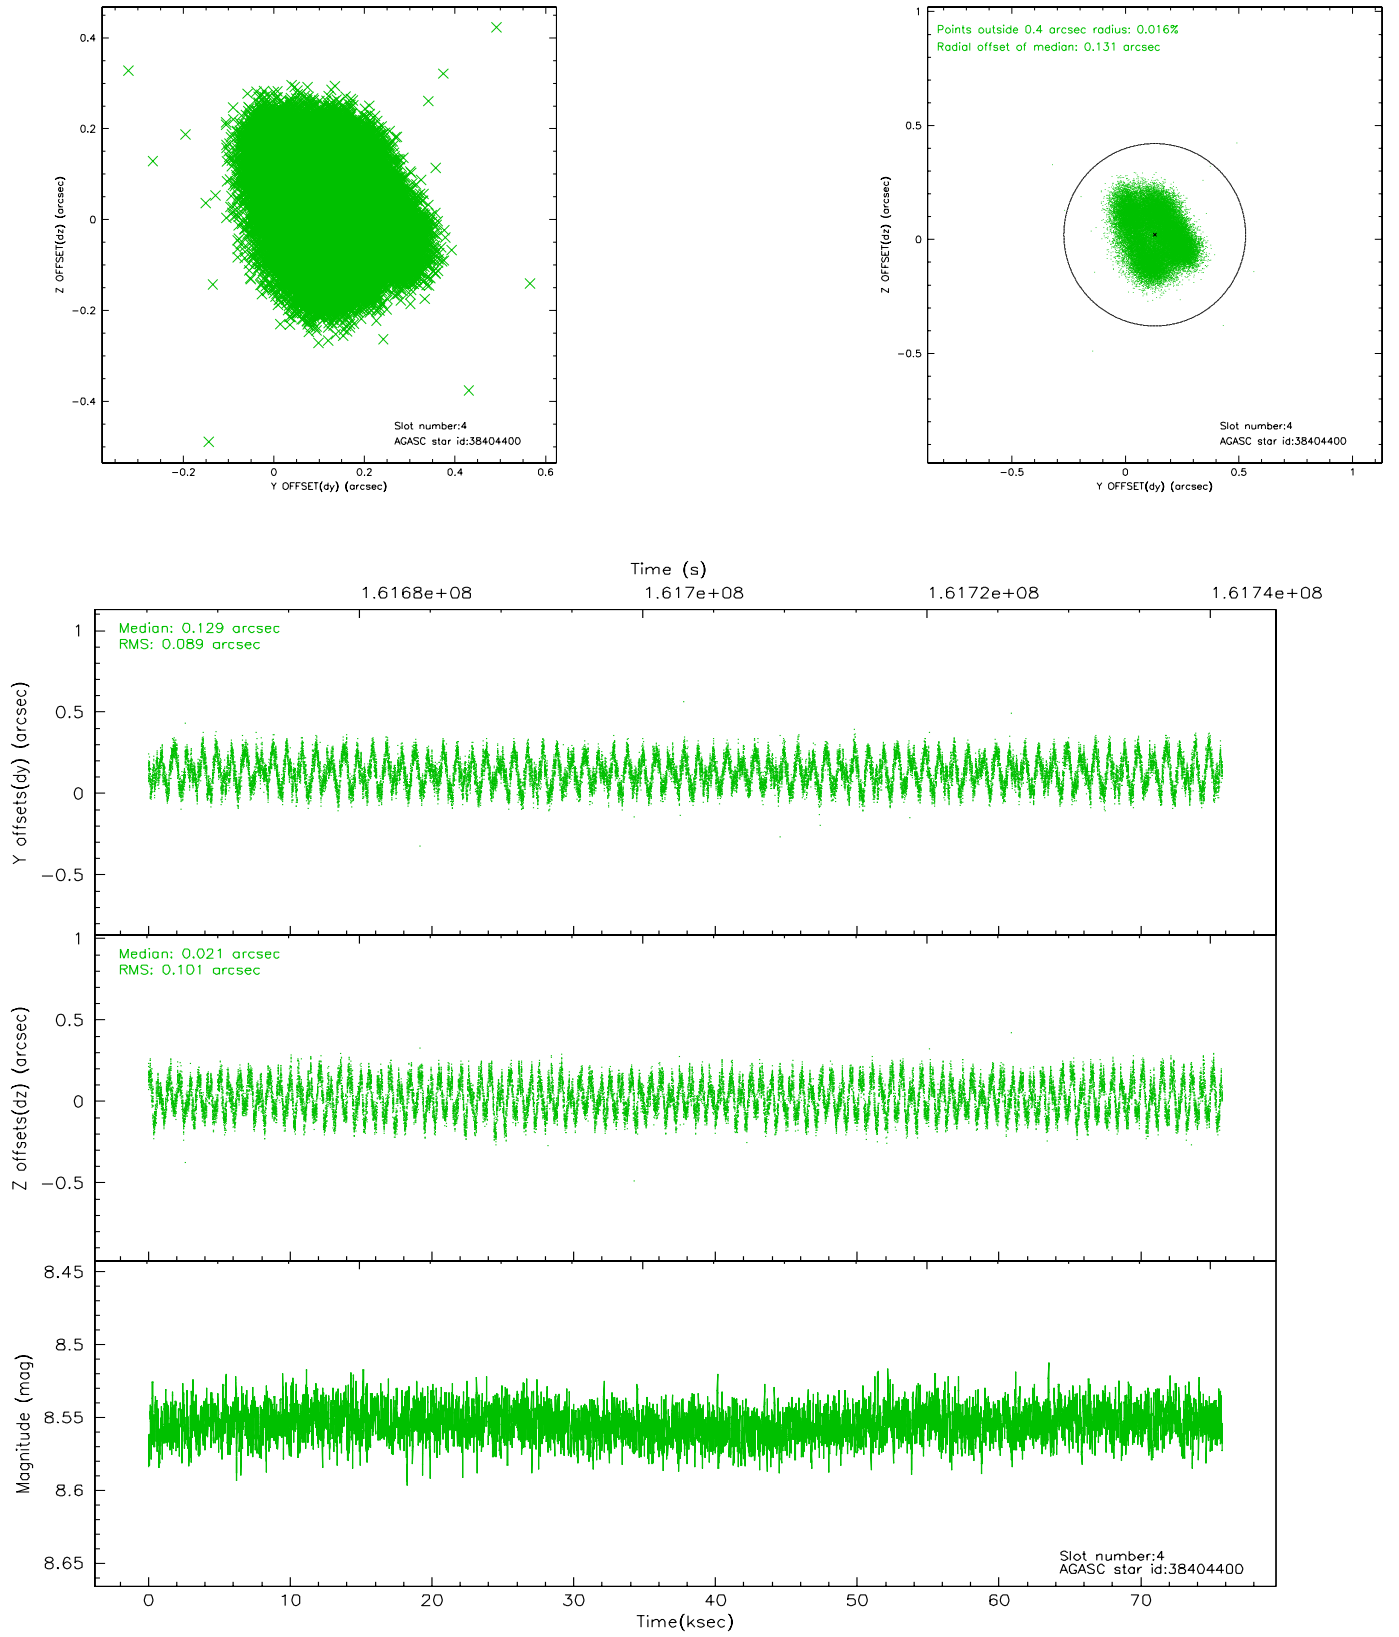 0.4
0.2
0
−0.2
−0.4
Z OFFSET(dz) (arcsec)
Slot number:4
AGASC star id:38404400
−0.2 0 0.2 0.4 0.6
Y OFFSET(dy) (arcsec)
Points outside 0.4 arcsec radius: 0.016%
Radial offset of median: 0.131 arcsec
1
0.5
0
−0.5
Z OFFSET(dz) (arcsec)
Slot number:4
AGASC star id:38404400
−0.5 0 0.5 1
Y OFFSET(dy) (arcsec)
Time (s)
1.6168e+08 1.617e+08 1.6172e+08 1.6174e+08
Median: 0.129 arcsec
RMS: 0.089 arcsec
1
0.5
0
−0.5
Y offsets(dy) (arcsec)
Median: 0.021 arcsec
RMS: 0.101 arcsec
1
0.5
0
−0.5
Z offsets(dz) (arcsec)
8.45
8.5
8.55
8.6
8.65
Magnitude (mag)
Slot number:4
AGASC star id:38404400
0 10 20 30 40 50 60 70
Time(ksec)